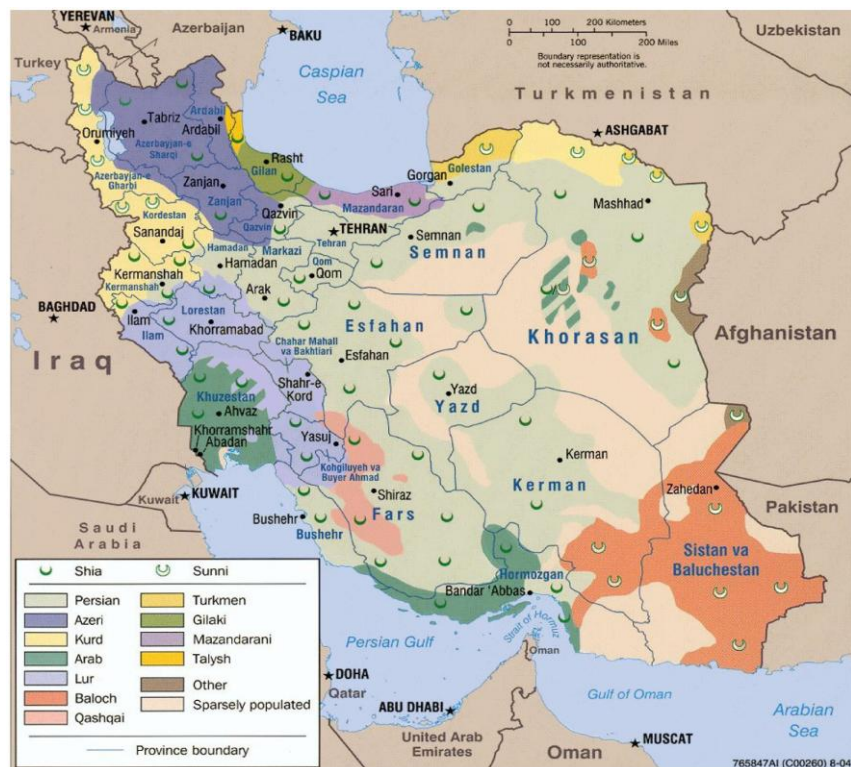 YEREVAN
Armenia
Azerbaijan
BAKU
Turkey
Caspian
Sea
0 100 200 Kilometers
0 100 200 Miles
Boundary representation is
not necessarily authoritative.
Uzbekistan
Turkmenistan
ASHGABAT
Tabriz
Ardabil
Ardabil
Orumiyeh
Azerbayjan-e
Sharqi
Azerbayjan-e
Gharbi
Rasht
Gilan
Zanjan
Zanjan
Gorgan
Golestan
Sari
Mazandaran
Mashhad
Kordestan
Sanandaj
Qazvin
Qazvin
TEHRAN
Tehran
Semnan
Semnan
Hamadan
Hamadan
Markazi
Qom
Qom
Kermanshah
Kermanshah
Arak
BAGHDAD
Iraq
Ilam
Ilam
Lorestan
Khorramabad
Esfahan
Esfahan
Khorasan
Afghanistan
Chahar Mahall
va Bakhtiari
Shahr-e
Kord
Yazd
Yazd
Khuzestan
Ahvaz
Khorramshahr
Abadan
Yasuj
Kohgiluyeh va
Buyer Ahmad
Kerman
Kerman
Zahedan
Kuwait
KUWAIT
Shiraz
Fars
Bushehr
Bushehr
Pakistan
Saudi
Arabia
Sistan va
Baluchestan
Hormozgan
Bandar 'Abbas
Strait of Hormuz
Persian Gulf
Oman
DOHA
Qatar
Gulf of Oman
ABU DHABI
United Arab
Emirates
Oman
MUSCAT
Arabian
Sea
Shia
Sunni
Persian
Turkmen
Azeri
Gilaki
Kurd
Mazandarani
Arab
Talysh
Lur
Baloch
Other
Qashqai
Sparsely populated
Province boundary
765847AI (C00260) 8-04